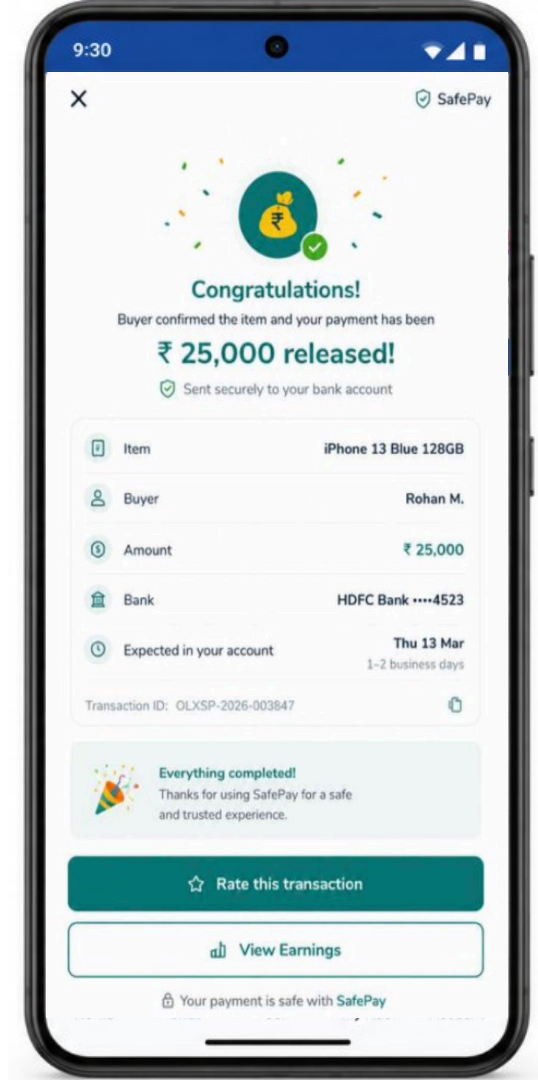 9:30
SafePay
Congratulations!
Buyer confirmed the item and your payment has been
₹ 25,000 released!
Sent securely to your bank account
Item iPhone 13 Blue 128GB
Buyer Rohan M.
Amount ₹ 25,000
Bank HDFC Bank ••••4523
Expected in your account Thu 13 Mar
1–2 business days
Transaction ID: OLXSP-2026-003847
Everything completed!
Thanks for using SafePay for a safe
and trusted experience.
Rate this transaction
View Earnings
Your payment is safe with SafePay